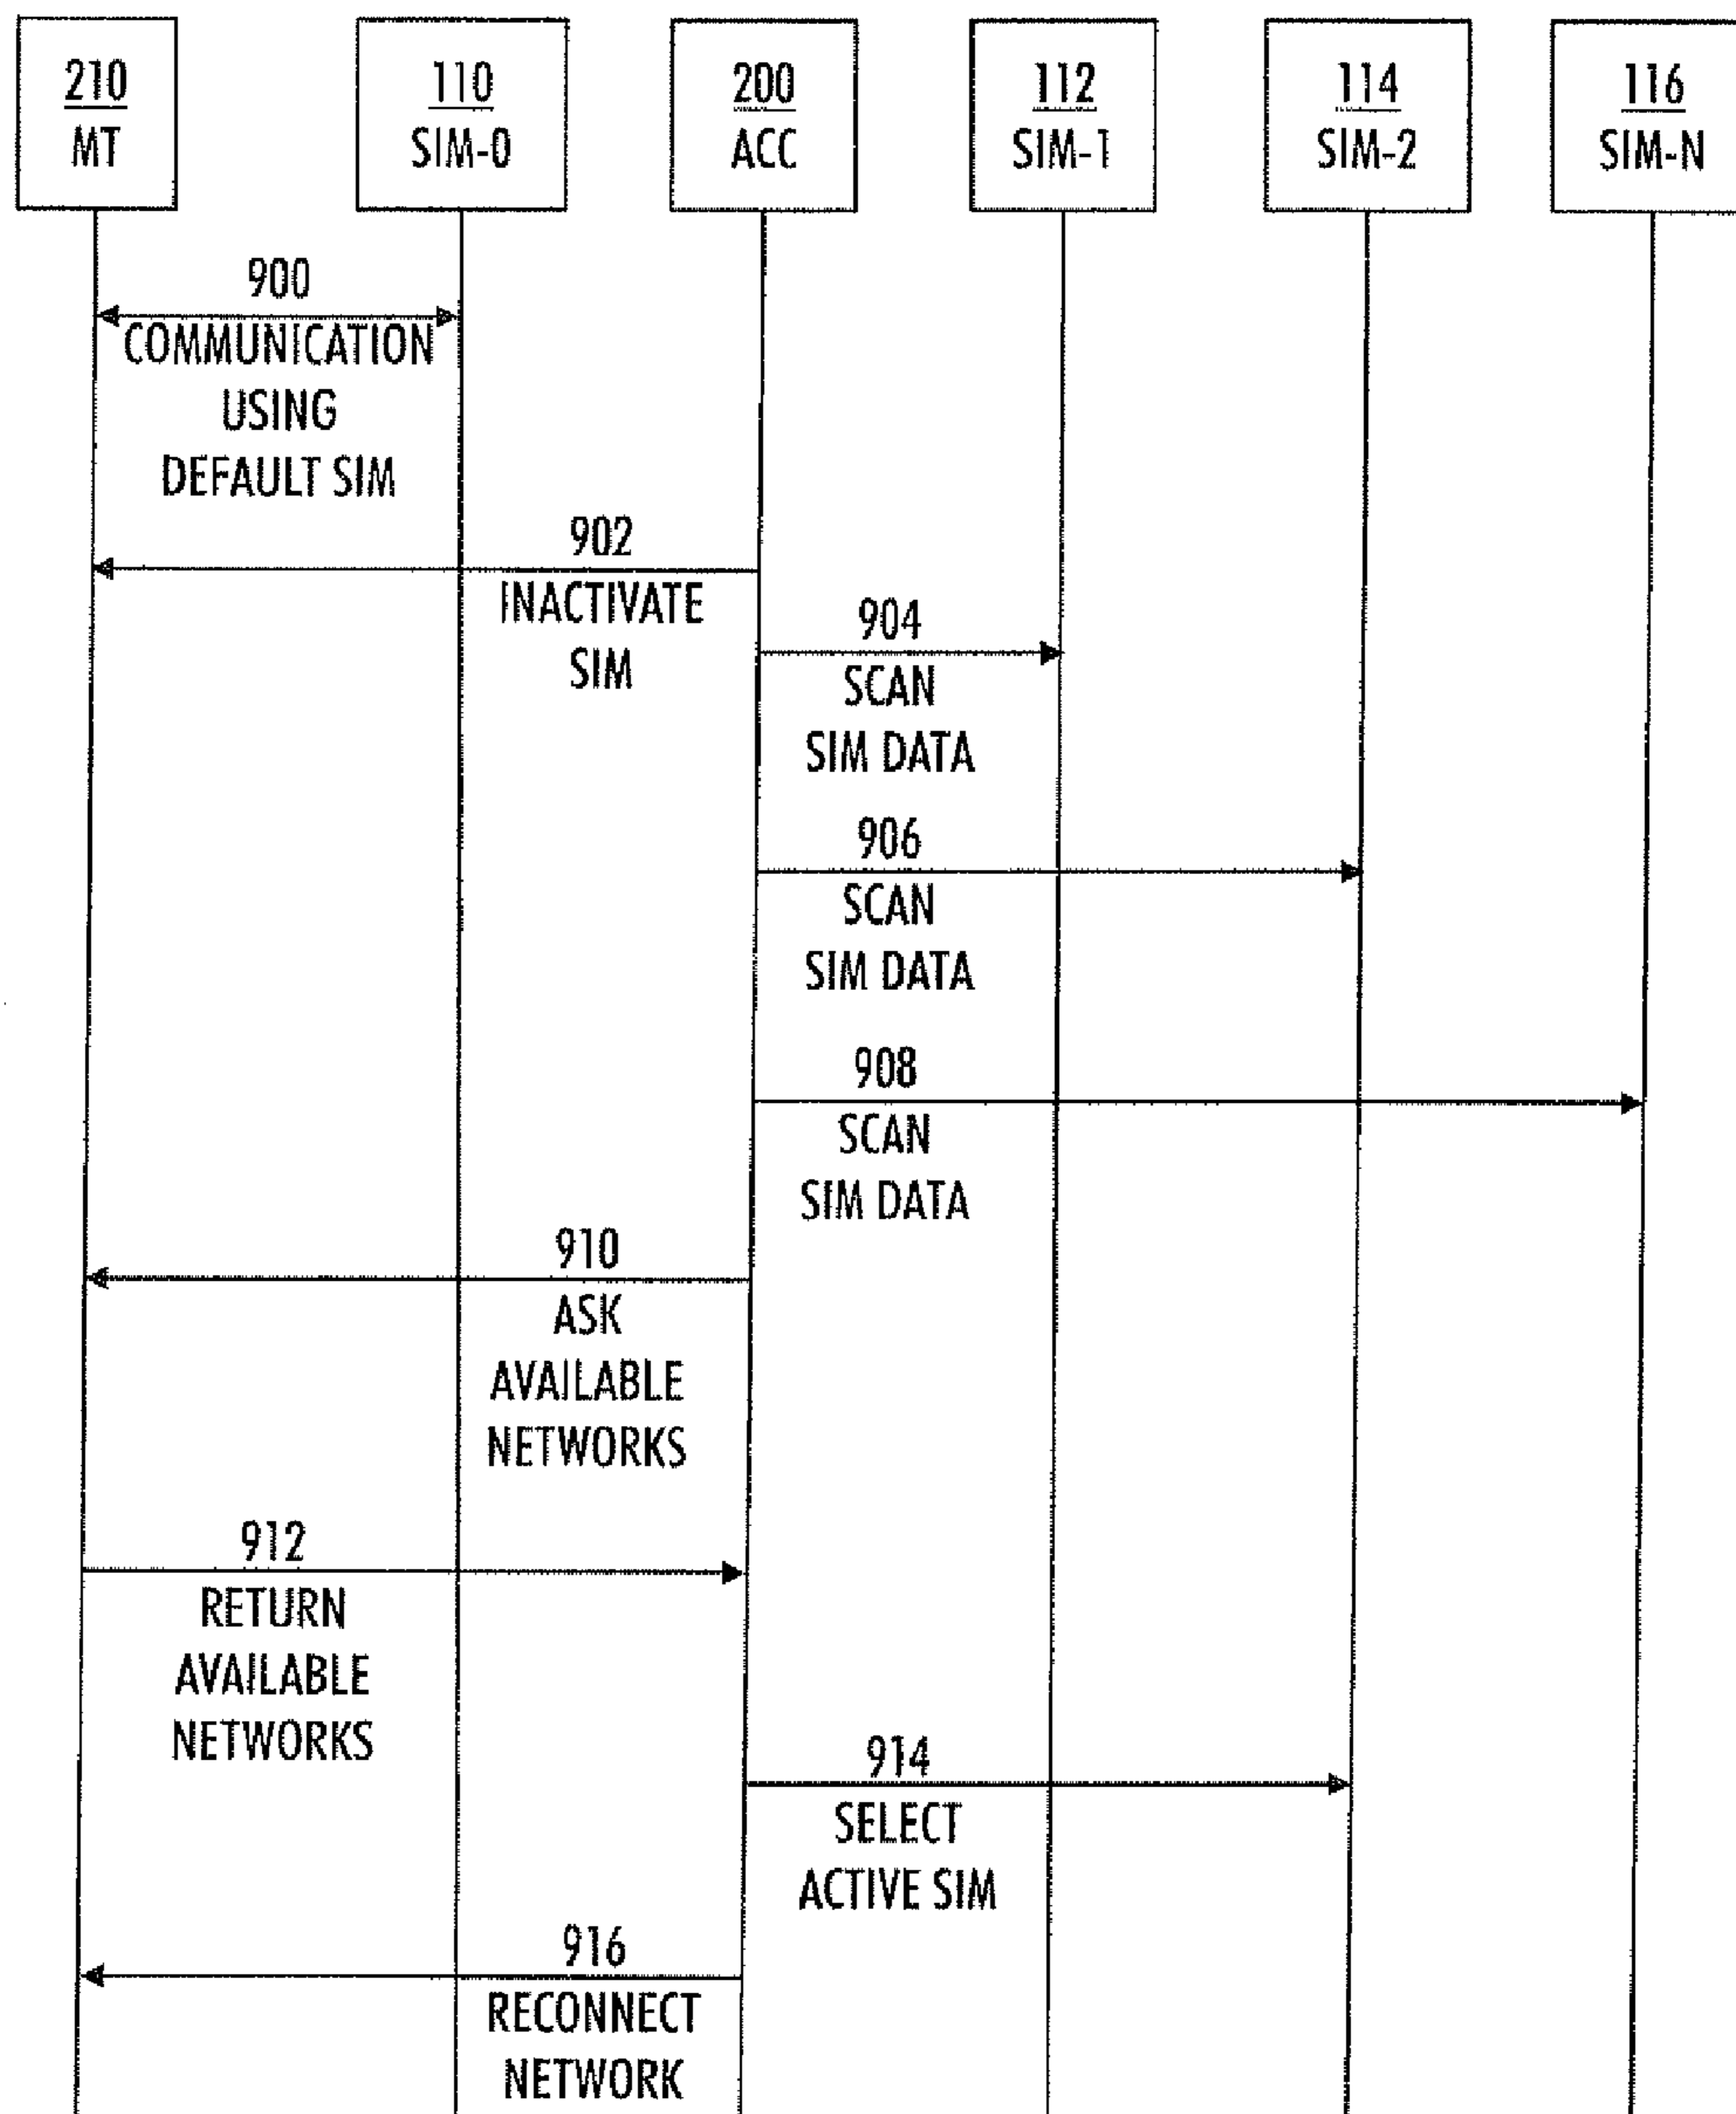 210
MT
110
SIM-0
200
ACC
112
SIM-1
114
SIM-2
116
SIM-N
900
COMMUNICATION
USING
DEFAULT SIM
902
INACTIVATE
SIM
904
SCAN
SIM DATA
906
SCAN
SIM DATA
908
SCAN
SIM DATA
910
ASK
AVAILABLE
NETWORKS
912
RETURN
AVAILABLE
NETWORKS
914
SELECT
ACTIVE SIM
916
RECONNECT
NETWORK